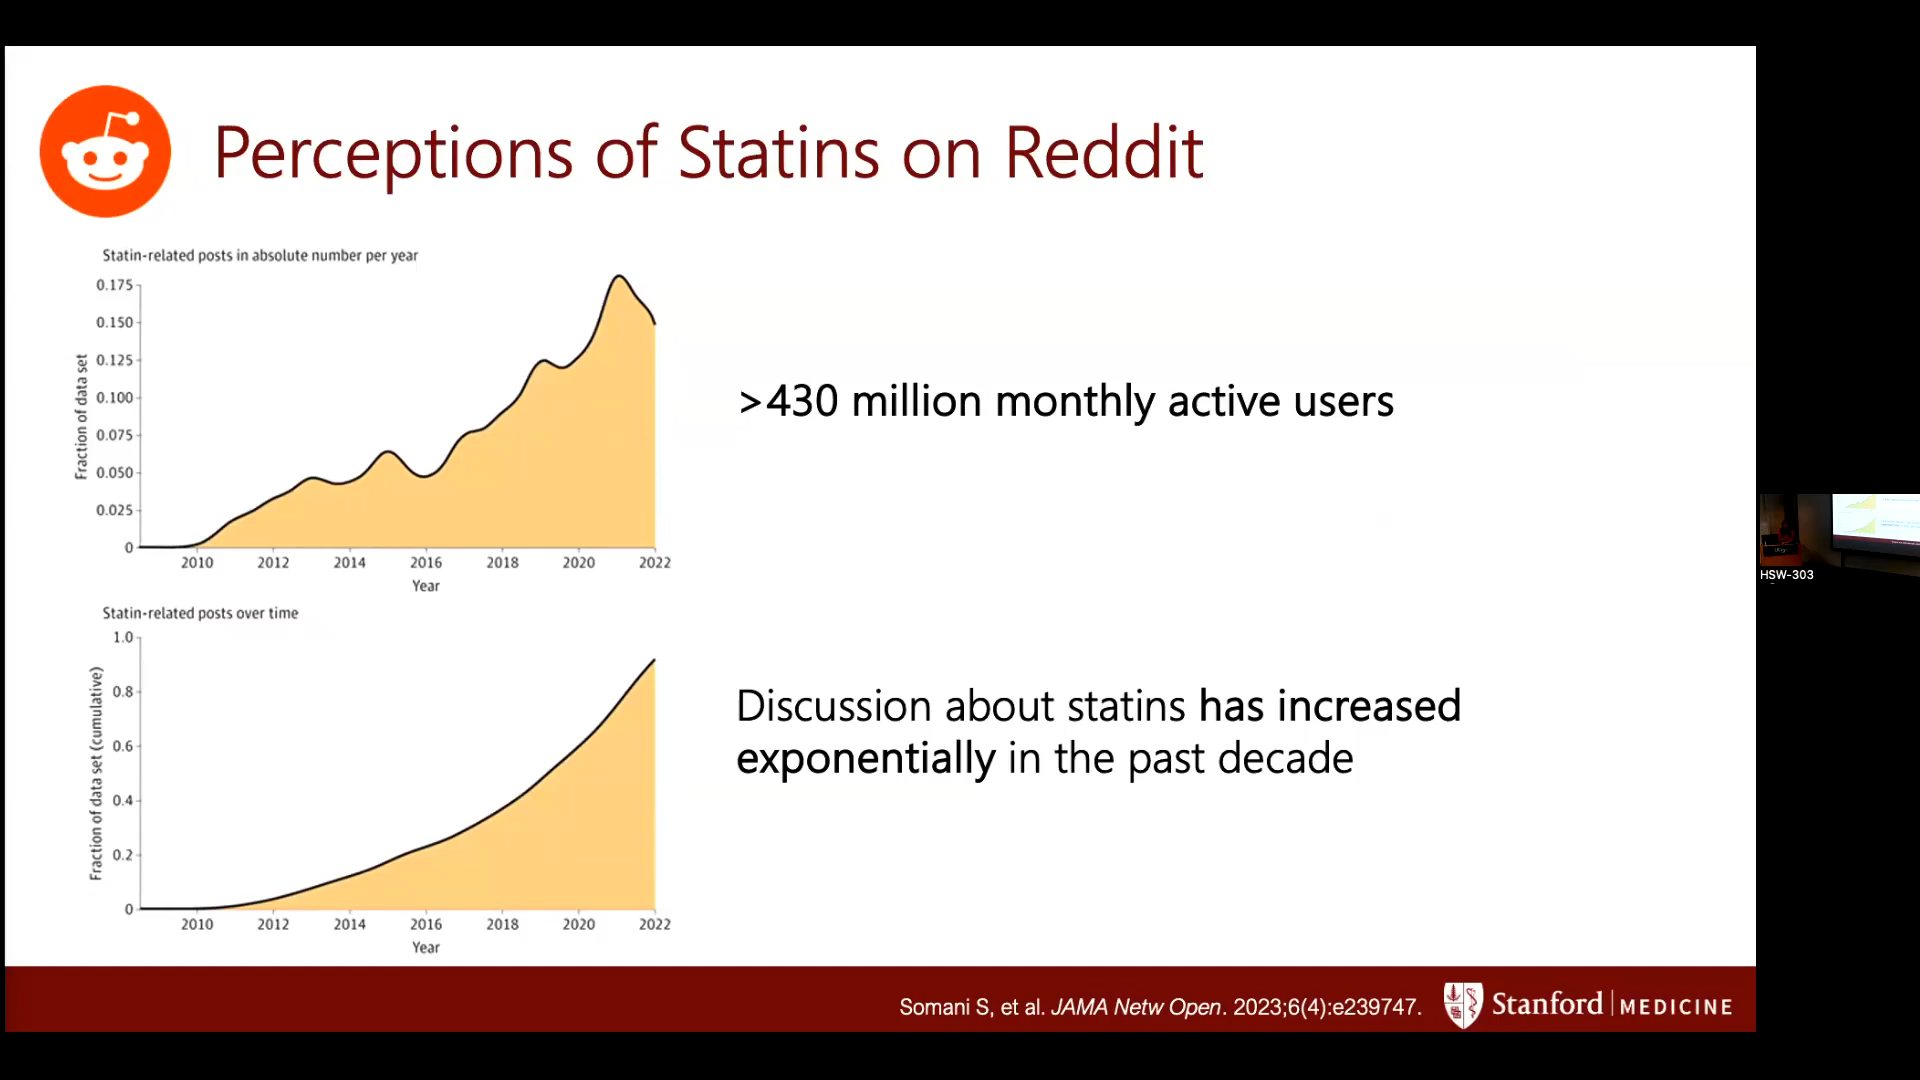 Perceptions of Statins on Reddit
Statin-related posts in absolute number per year
Fraction of data set
0.175
0.150
0.125
0.100
0.075
0.050
0.025
0
2010 2012 2014 2016 2018 2020 2022
Year
>430 million monthly active users
Statin-related posts over time
Fraction of data set (cumulative)
1.0
0.8
0.6
0.4
0.2
0
2010 2012 2014 2016 2018 2020 2022
Year
Discussion about statins has increased
exponentially in the past decade
HSW-303
Somani S, et al. JAMA Netw Open. 2023;6(4):e239747.
Stanford MEDICINE